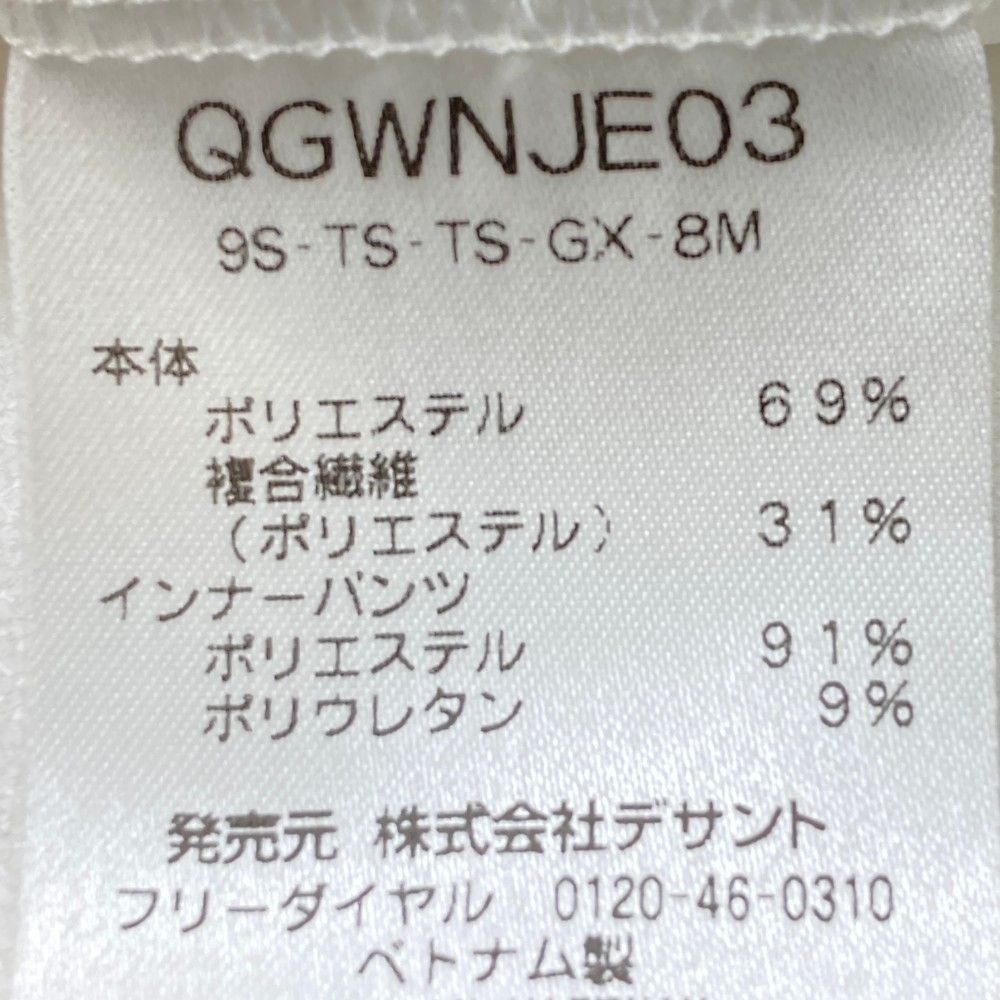 QGWNJE03
9S-TS-TS-GX-8M
本体
ポリエステル 69%
複合繊維
(ポリエステル) 31%
インナーパンツ
ポリエステル 91%
ポリウレタン 9%
発売元 株式会社デサント
フリーダイヤル 0120-46-0310
ベトナム製